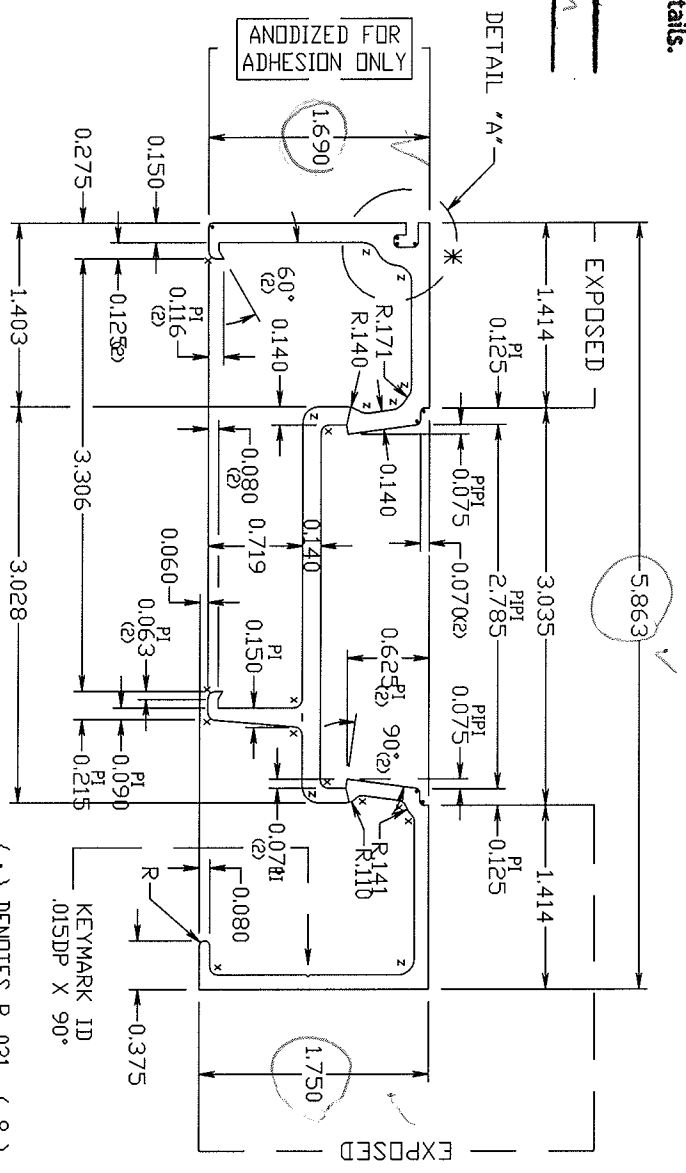 tails.
DETAIL "A"
ANODIZED FOR
ADHESION ONLY
EXPOSED
5.863
1.414
3.035
1.414
PI
0.125
PIPI
0.075
PIPI
2.785
PIPI
0.075
PI
0.125
1.690
1.750
EXPOSED
Z
Z
Z
Z
R.171
R.140
0.140
0.070(2)
0.625 PI
(2)
90°(2)
60°
(2)
0.140
0.140
0.719
0.080
(2)
R.141
R.110
0.150
0.275
0.125(2)
PI
0.116
(2)
0.060
PI
0.063
(2)
PI
0.150
PI
0.090
PI
0.215
0.070 PI
(2)
0.080
R
0.375
KEYMARK ID
.015DP X 90°
1.403
3.306
3.028